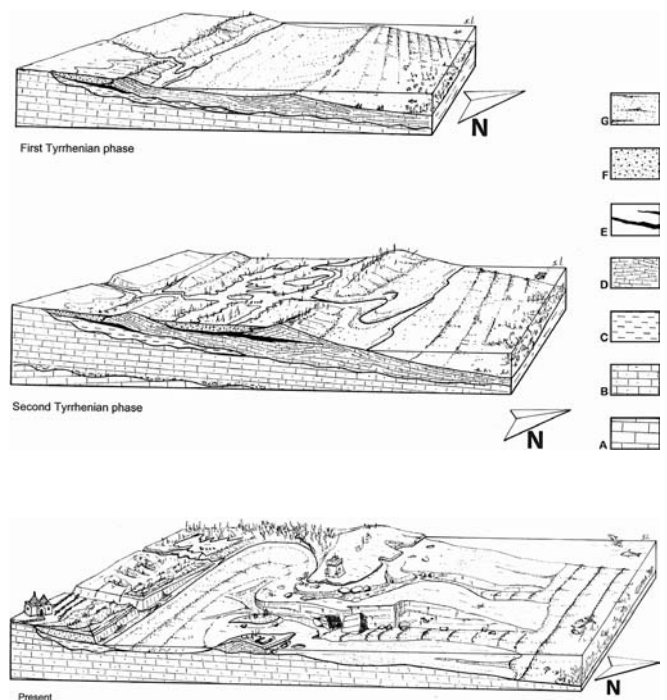 s.l.
N
First Tyrrhenian phase
G
F
E
D
C
B
A
s.l.
N
Second Tyrrhenian phase
s.l.
N
Present